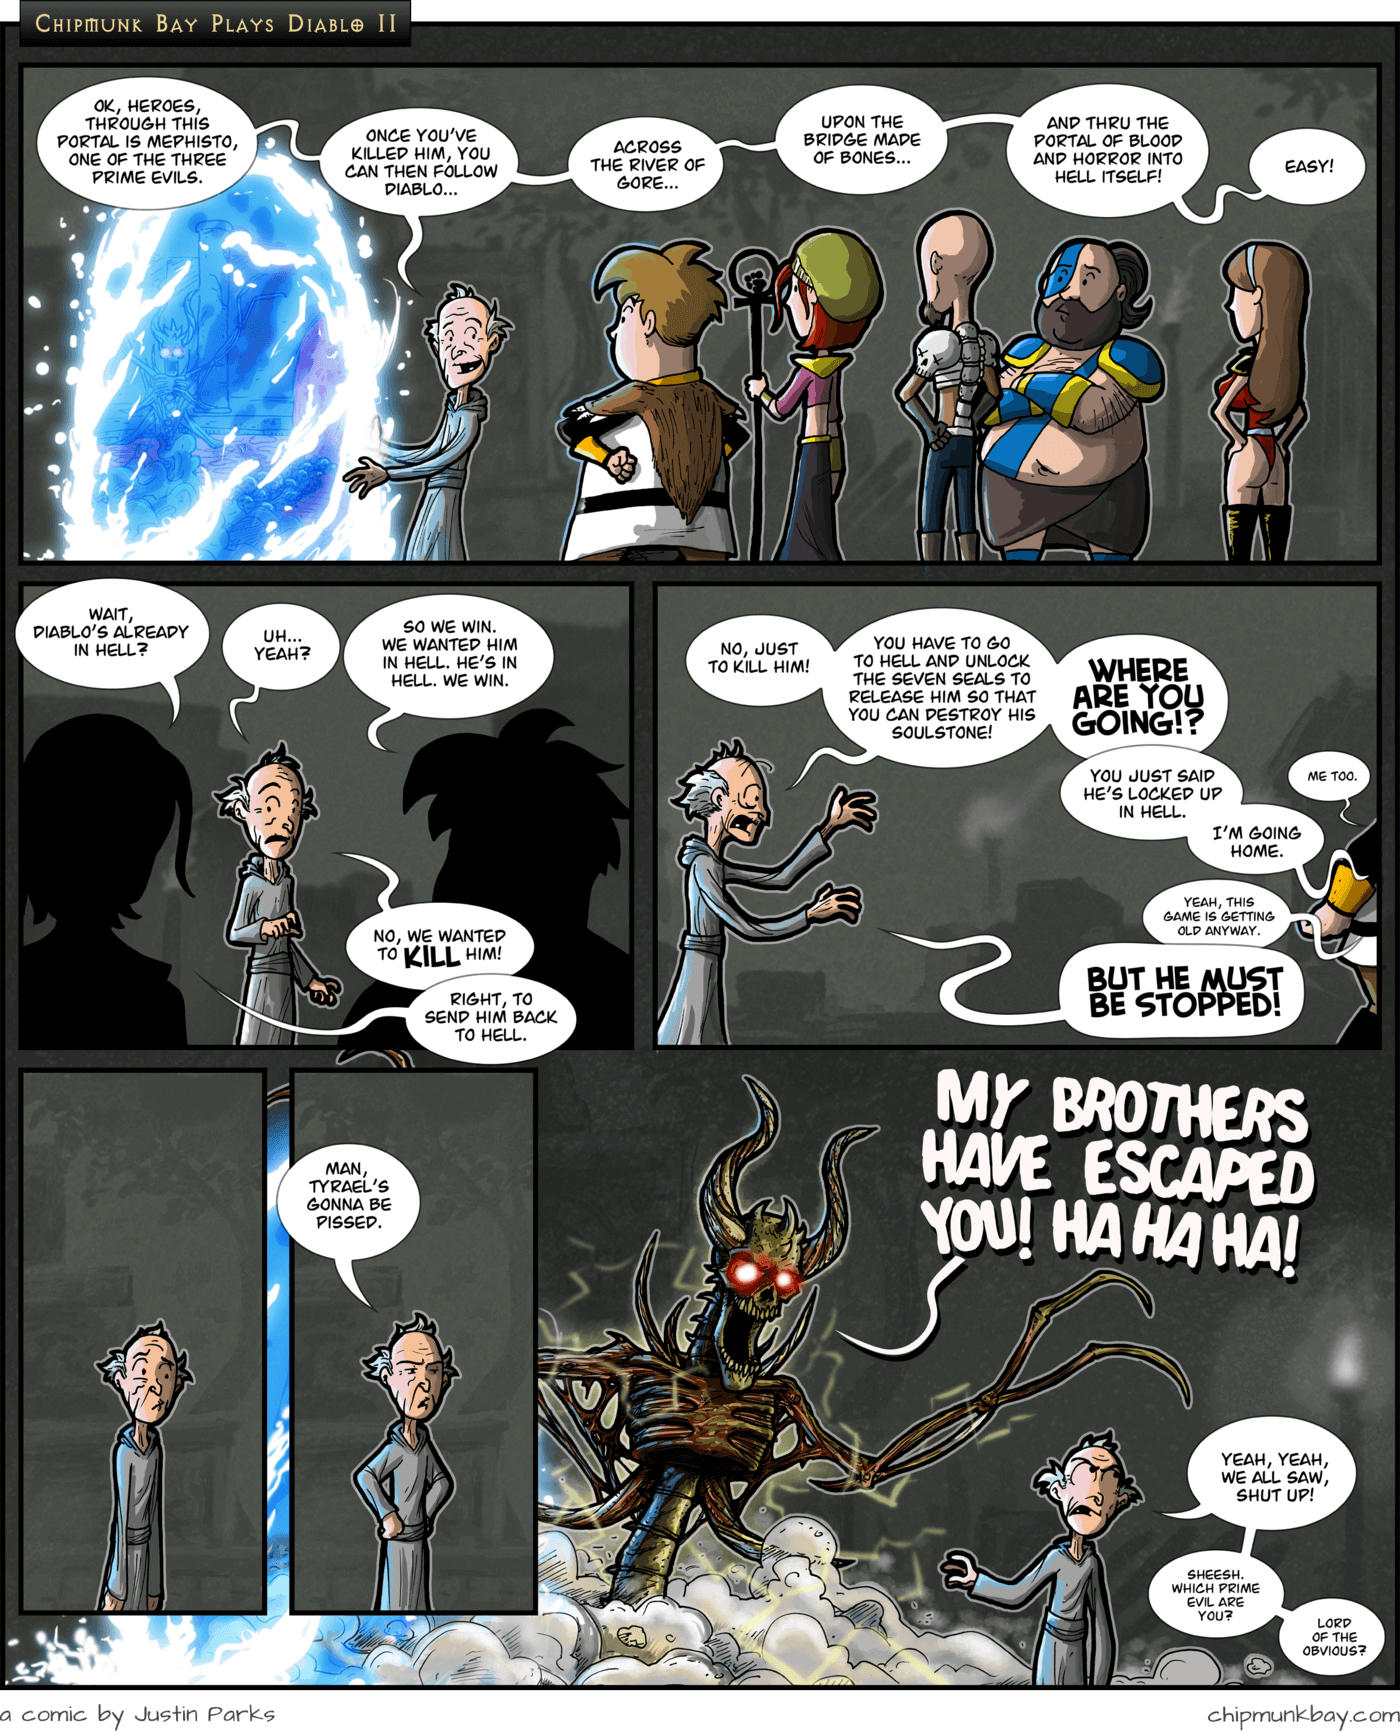 Chipmunk Bay Plays Diablo II
OK, HEROES,
THROUGH THIS
PORTAL IS MEPHISTO,
ONE OF THE THREE
PRIME EVILS.
ONCE YOU'VE
KILLED HIM, YOU
CAN THEN FOLLOW
DIABLO...
ACROSS
THE RIVER OF
GORE...
UPON THE
BRIDGE MADE
OF BONES...
AND THRU THE
PORTAL OF BLOOD
AND HORROR INTO
HELL ITSELF!
EASY!
WAIT,
DIABLO'S ALREADY
IN HELL?
UH...
YEAH?
SO WE WIN.
WE WANTED HIM
IN HELL. HE'S IN
HELL. WE WIN.
NO, WE WANTED
TO KILL HIM!
RIGHT, TO
SEND HIM BACK
TO HELL.
NO, JUST
TO KILL HIM!
YOU HAVE TO GO
TO HELL AND UNLOCK
THE SEVEN SEALS TO
RELEASE HIM SO THAT
YOU CAN DESTROY HIS
SOULSTONE!
WHERE
ARE YOU
GOING!?
YOU JUST SAID
HE'S LOCKED UP
IN HELL.
I'M GOING
HOME.
ME TOO.
YEAH, THIS
GAME IS GETTING
OLD ANYWAY.
BUT HE MUST
BE STOPPED!
MAN,
TYRAEL'S
GONNA BE
PISSED.
MY BROTHERS
HAVE ESCAPED
YOU! HA HA HA!
YEAH, YEAH,
WE ALL SAW,
SHUT UP!
SHEESH.
WHICH PRIME
EVIL ARE
YOU?
LORD
OF THE
OBVIOUS?
a comic by Justin Parks
chipmunkbay.com